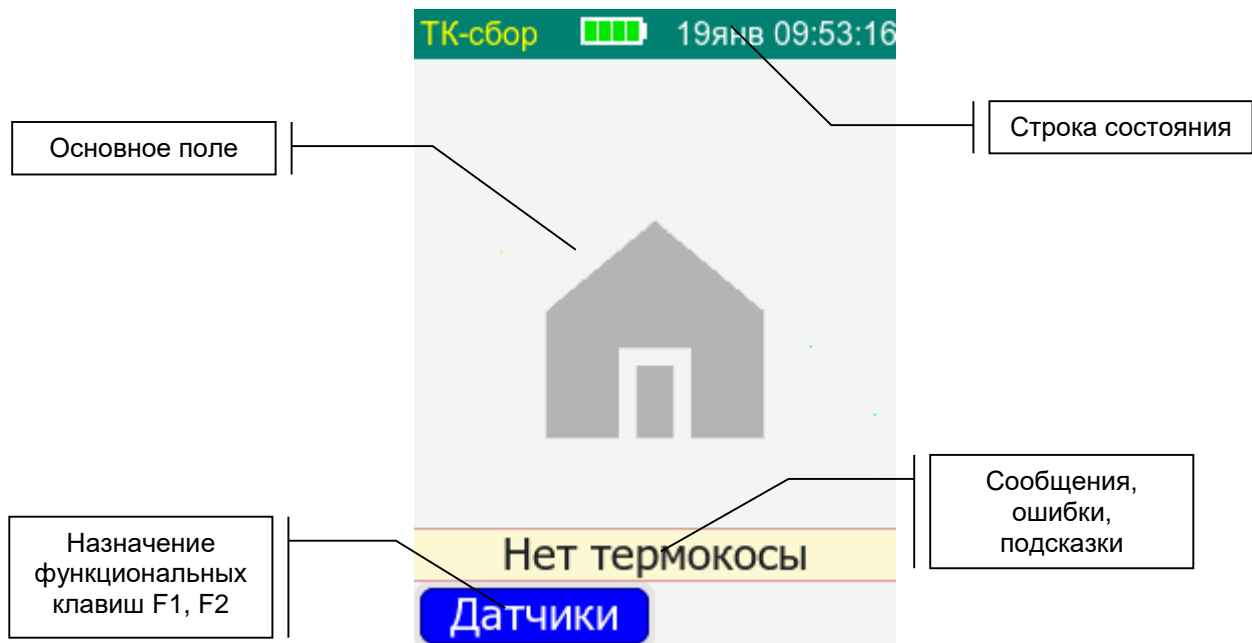 ТК-сбор 19янв 09:53:16
Строка состояния
Основное поле
Сообщения,
ошибки,
подсказки
Нет термокосы
Назначение
функциональных
клавиш F1, F2
Датчики